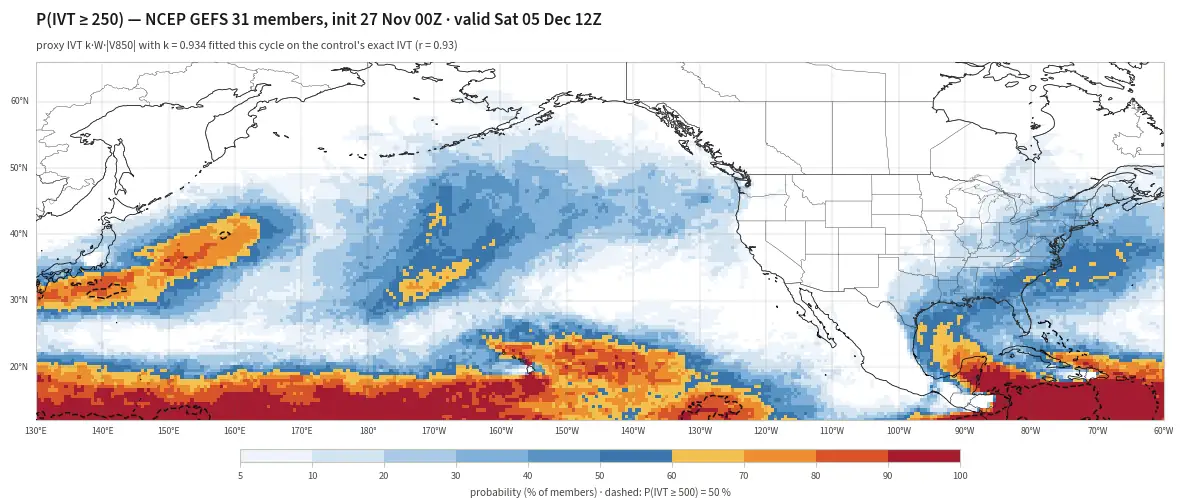 P(IVT ≥ 250) — NCEP GEFS 31 members, init 27 Nov 00Z · valid Sat 05 Dec 12Z
proxy IVT k·W·|V850| with k = 0.934 fitted this cycle on the control's exact IVT (r = 0.93)
60°N
50°N
40°N
30°N
20°N
130°E 140°E 150°E 160°E 170°E 180° 170°W 160°W 150°W 140°W 130°W 120°W 110°W 100°W 90°W 80°W 70°W 60°W
5 10 20 30 40 50 60 70 80 90 100
probability (% of members) · dashed: P(IVT ≥ 500) = 50 %